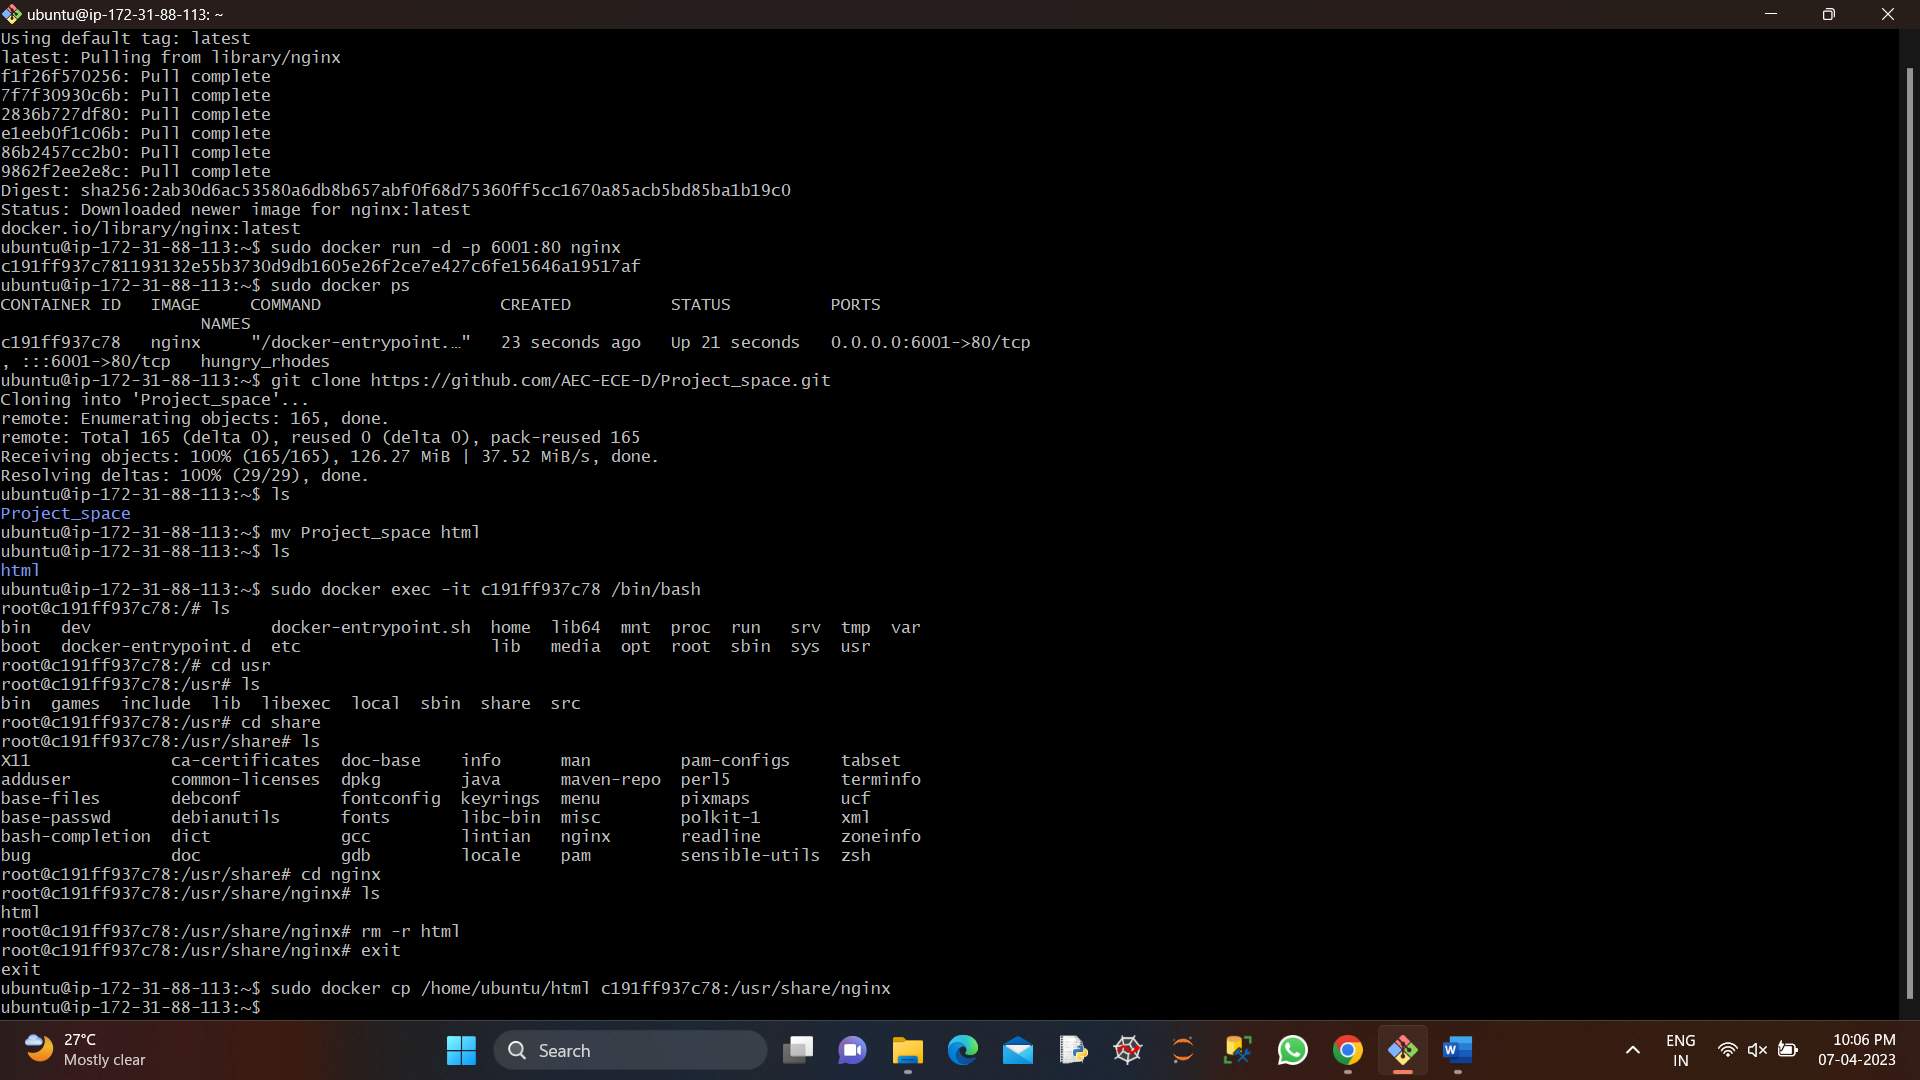 ubuntu@ip-172-31-88-113: ~
Using default tag: latest
latest: Pulling from library/nginx
f1f26f570256: Pull complete
7f7f30930c6b: Pull complete
2836b727df80: Pull complete
e1eeb0f1c06b: Pull complete
86b2457cc2b0: Pull complete
9862f2ee2e8c: Pull complete
Digest: sha256:2ab30d6ac53580a6db8b657abf0f68d75360ff5cc1670a85acb5bd85ba1b19c0
Status: Downloaded newer image for nginx:latest
docker.io/library/nginx:latest
ubuntu@ip-172-31-88-113:~$ sudo docker run -d -p 6001:80 nginx
c191ff937c781193132e55b3730d9db1605e26f2ce7e427c6fe15646a19517af
ubuntu@ip-172-31-88-113:~$ sudo docker ps
CONTAINER ID   IMAGE     COMMAND                  CREATED          STATUS          PORTS
                    NAMES
c191ff937c78   nginx     "/docker-entrypoint.…"   23 seconds ago   Up 21 seconds   0.0.0.0:6001->80/tcp
, :::6001->80/tcp   hungry_rhodes
ubuntu@ip-172-31-88-113:~$ git clone https://github.com/AEC-ECE-D/Project_space.git
Cloning into 'Project_space'...
remote: Enumerating objects: 165, done.
remote: Total 165 (delta 0), reused 0 (delta 0), pack-reused 165
Receiving objects: 100% (165/165), 126.27 MiB | 37.52 MiB/s, done.
Resolving deltas: 100% (29/29), done.
ubuntu@ip-172-31-88-113:~$ ls
Project_space
ubuntu@ip-172-31-88-113:~$ mv Project_space html
ubuntu@ip-172-31-88-113:~$ ls
html
ubuntu@ip-172-31-88-113:~$ sudo docker exec -it c191ff937c78 /bin/bash
root@c191ff937c78:/# ls
bin   dev                  docker-entrypoint.sh  home  lib64  mnt  proc  run   srv  tmp  var
boot  docker-entrypoint.d  etc                   lib   media  opt  root  sbin  sys  usr
root@c191ff937c78:/# cd usr
root@c191ff937c78:/usr# ls
bin  games  include  lib  libexec  local  sbin  share  src
root@c191ff937c78:/usr# cd share
root@c191ff937c78:/usr/share# ls
X11              ca-certificates  doc-base    info      man         pam-configs     tabset
adduser          common-licenses  dpkg        java      maven-repo  perl5           terminfo
base-files       debconf          fontconfig  keyrings  menu        pixmaps         ucf
base-passwd      debianutils      fonts       libc-bin  misc        polkit-1        xml
bash-completion  dict             gcc         lintian   nginx       readline        zoneinfo
bug              doc              gdb         locale    pam         sensible-utils  zsh
root@c191ff937c78:/usr/share# cd nginx
root@c191ff937c78:/usr/share/nginx# ls
html
root@c191ff937c78:/usr/share/nginx# rm -r html
root@c191ff937c78:/usr/share/nginx# exit
exit
ubuntu@ip-172-31-88-113:~$ sudo docker cp /home/ubuntu/html c191ff937c78:/usr/share/nginx
ubuntu@ip-172-31-88-113:~$
27°C
Mostly clear
Search
W
ENG
IN
10:06 PM
07-04-2023